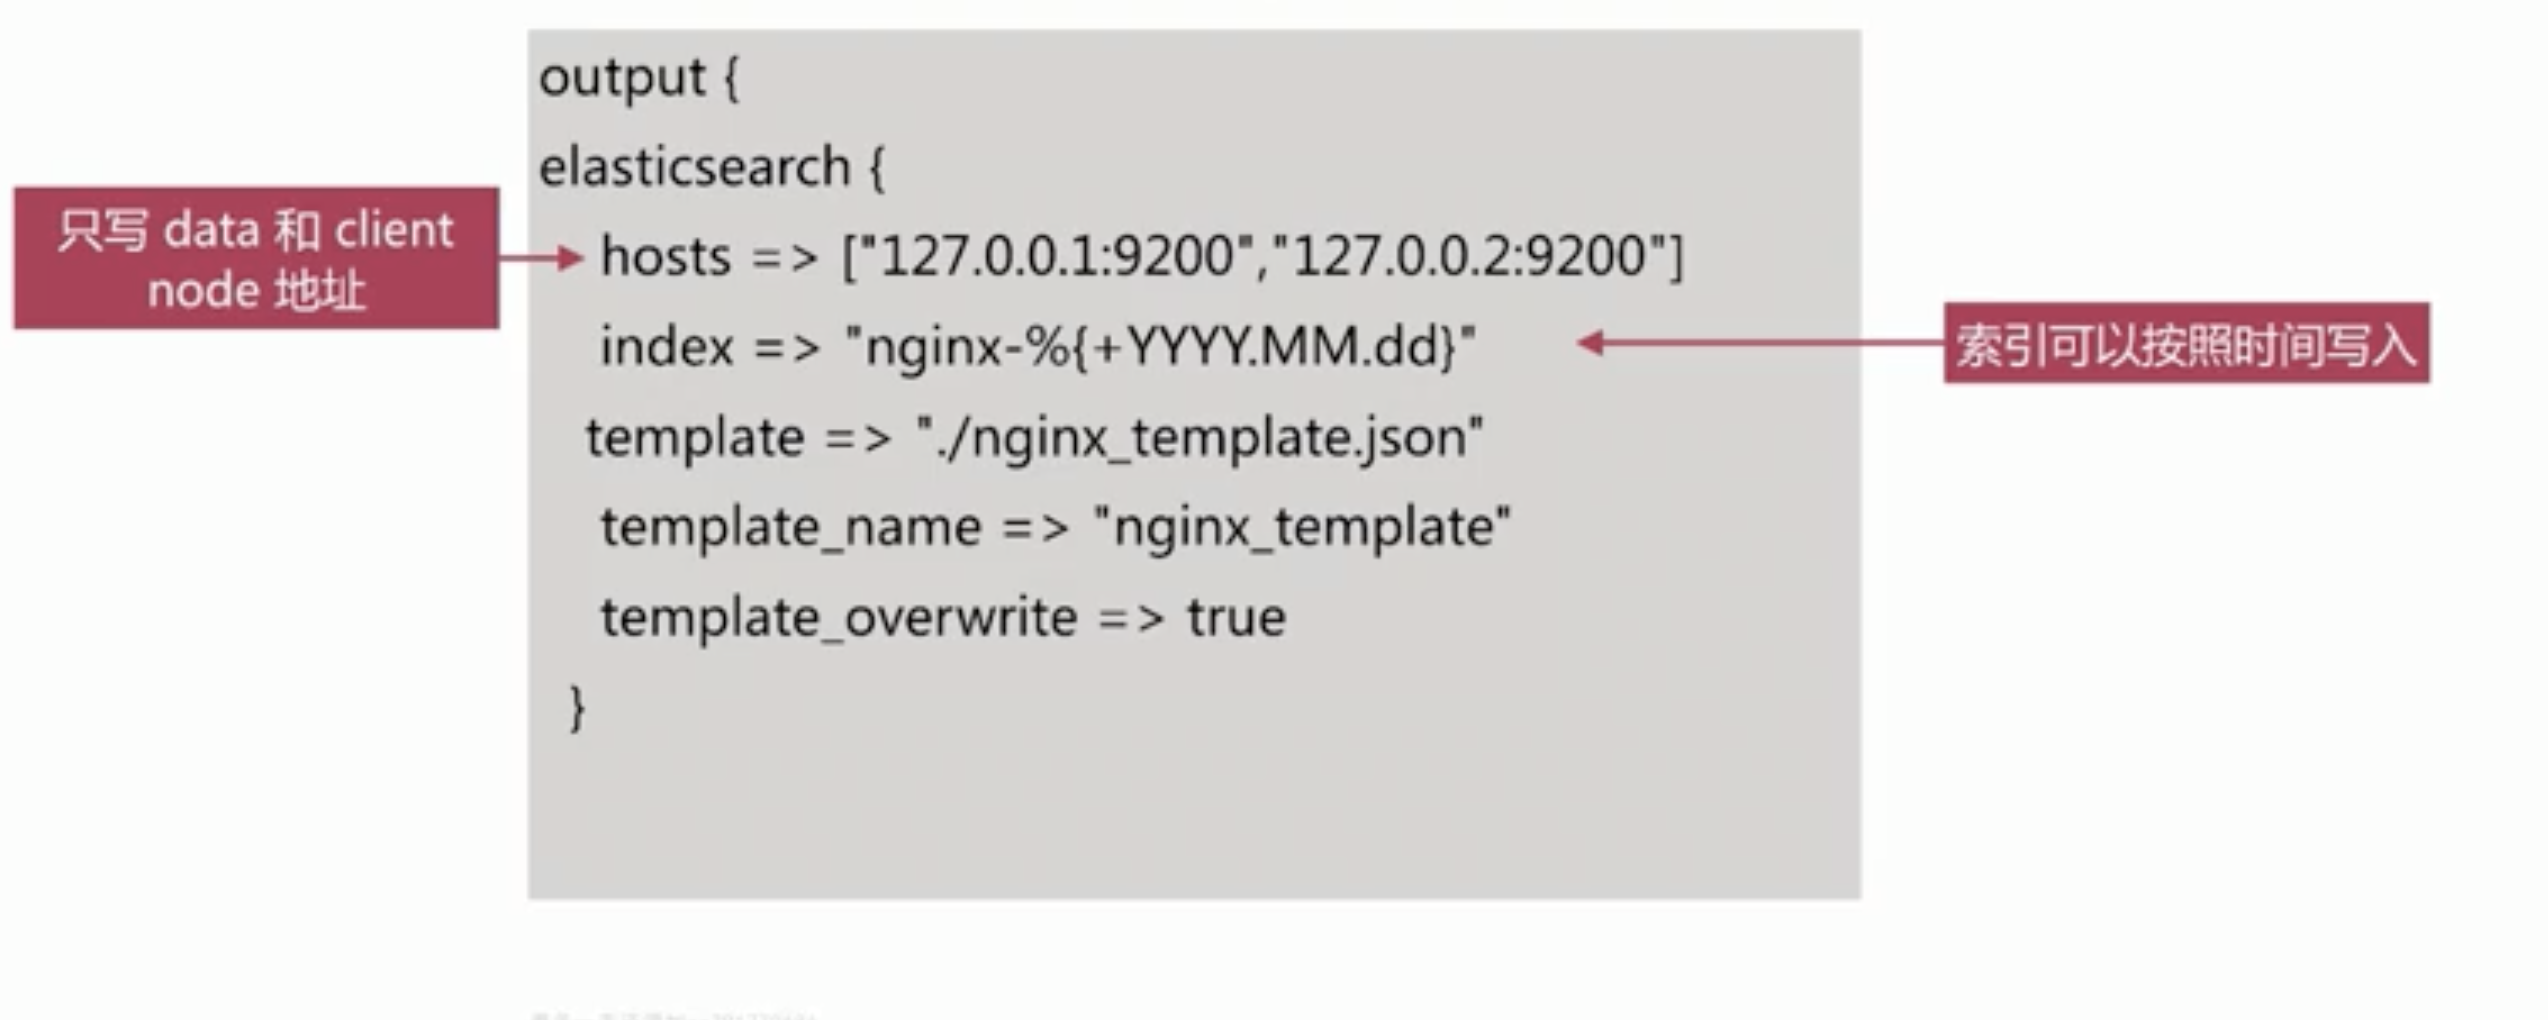 output {
elasticsearch {
只写 data 和 client
node 地址
hosts => ["127.0.0.1:9200","127.0.0.2:9200"]
index => "nginx-%{+YYYY.MM.dd}"
索引可以按照时间写入
template => "./nginx_template.json"
template_name => "nginx_template"
template_overwrite => true
}